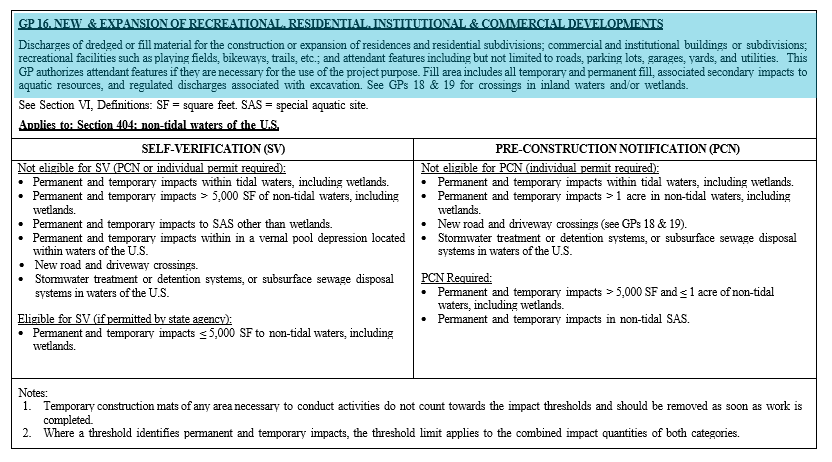 GP 16. NEW & EXPANSION OF RECREATIONAL, RESIDENTIAL, INSTITUTIONAL & COMMERCIAL DEVELOPMENTS
Discharges of dredged or fill material for the construction or expansion of residences and residential subdivisions; commercial and institutional buildings or subdivisions;
recreational facilities such as playing fields, bikeways, trails, etc.; and attendant features including but not limited to roads, parking lots, garages, yards, and utilities. This
GP authorizes attendant features if they are necessary for the use of the project purpose. Fill area includes all temporary and permanent fill, associated secondary impacts to
aquatic resources, and regulated discharges associated with excavation. See GPs 18 & 19 for crossings in inland waters and/or wetlands.
See Section VI, Definitions: SF = square feet. SAS = special aquatic site.
Applies to: Section 404; non-tidal waters of the U.S.
SELF-VERIFICATION (SV)
Not eligible for SV (PCN or individual permit required):
• Permanent and temporary impacts within tidal waters, including wetlands.
• Permanent and temporary impacts > 5,000 SF of non-tidal waters, including
wetlands.
• Permanent and temporary impacts to SAS other than wetlands.
• Permanent and temporary impacts within in a vernal pool depression located
within waters of the U.S.
• New road and driveway crossings.
• Stormwater treatment or detention systems, or subsurface sewage disposal
systems in waters of the U.S.
Eligible for SV (if permitted by state agency):
• Permanent and temporary impacts ≤ 5,000 SF to non-tidal waters, including
wetlands.
PRE-CONSTRUCTION NOTIFICATION (PCN)
Not eligible for PCN (individual permit required):
• Permanent and temporary impacts within tidal waters, including wetlands.
• Permanent and temporary impacts > 1 acre in non-tidal waters, including
wetlands.
• New road and driveway crossings (see GPs 18 & 19).
• Stormwater treatment or detention systems, or subsurface sewage disposal
systems in waters of the U.S.
PCN Required:
• Permanent and temporary impacts > 5,000 SF and ≤ 1 acre of non-tidal
waters, including wetlands.
• Permanent and temporary impacts in non-tidal SAS.
Notes:
1. Temporary construction mats of any area necessary to conduct activities do not count towards the impact thresholds and should be removed as soon as work is
completed.
2. Where a threshold identifies permanent and temporary impacts, the threshold limit applies to the combined impact quantities of both categories.